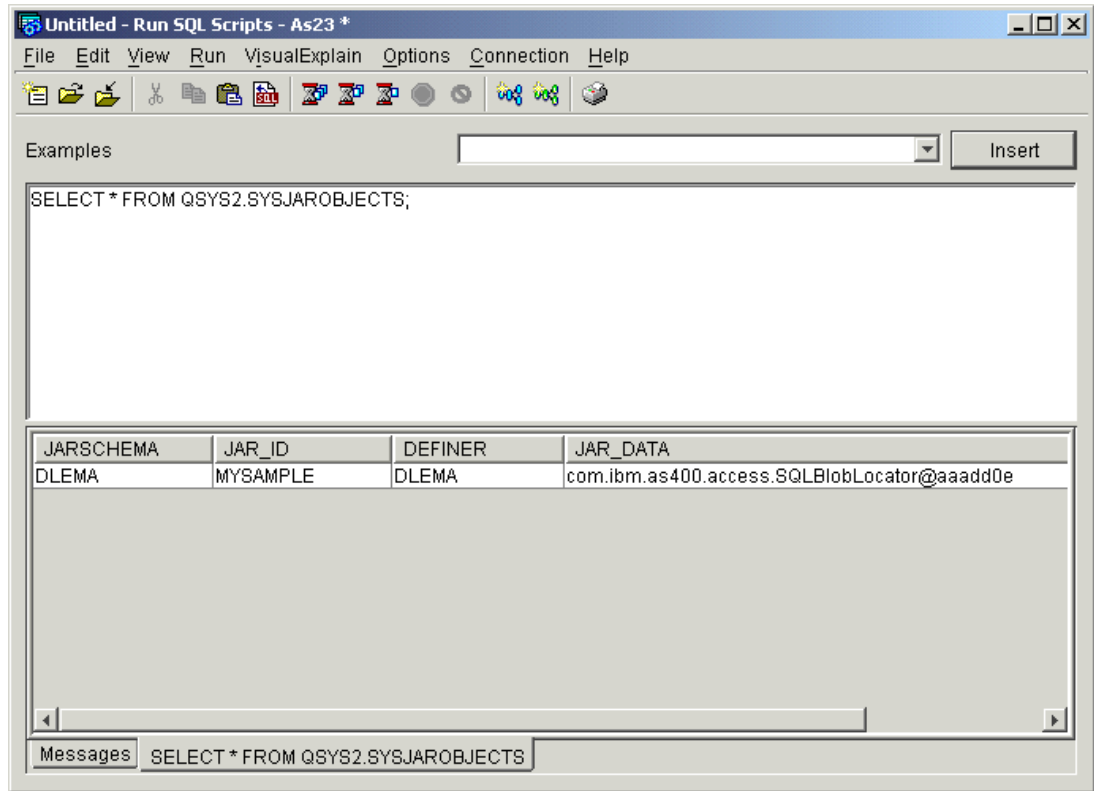 Untitled - Run SQL Scripts - As23 *
File Edit View Run VisualExplain Options Connection Help
Examples
Insert
SELECT * FROM QSYS2.SYSJAROBJECTS;
JARSCHEMA JAR_ID DEFINER JAR_DATA
DLEMA MYSAMPLE DLEMA com.ibm.as400.access.SQLBlobLocator@aaadd0e
Messages SELECT * FROM QSYS2.SYSJAROBJECTS